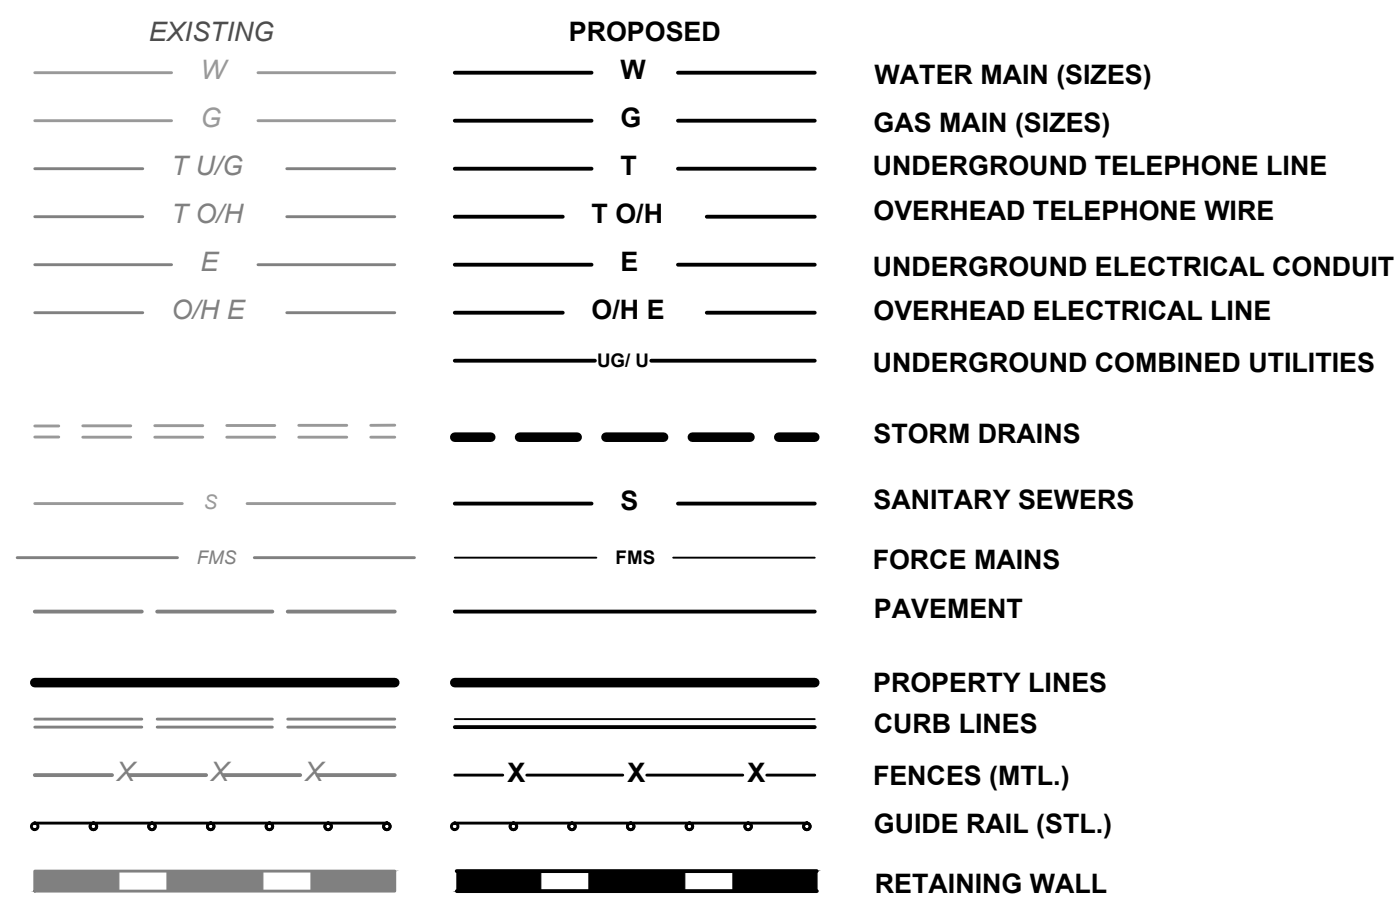 EXISTING PROPOSED
W W WATER MAIN (SIZES)
G G GAS MAIN (SIZES)
T U/G T UNDERGROUND TELEPHONE LINE
T O/H T O/H OVERHEAD TELEPHONE WIRE
E E UNDERGROUND ELECTRICAL CONDUIT
O/H E O/H E OVERHEAD ELECTRICAL LINE
UG/ U UNDERGROUND COMBINED UTILITIES
STORM DRAINS
S S SANITARY SEWERS
FMS FMS FORCE MAINS
PAVEMENT
PROPERTY LINES
CURB LINES
X X X X X X FENCES (MTL.)
GUIDE RAIL (STL.)
RETAINING WALL